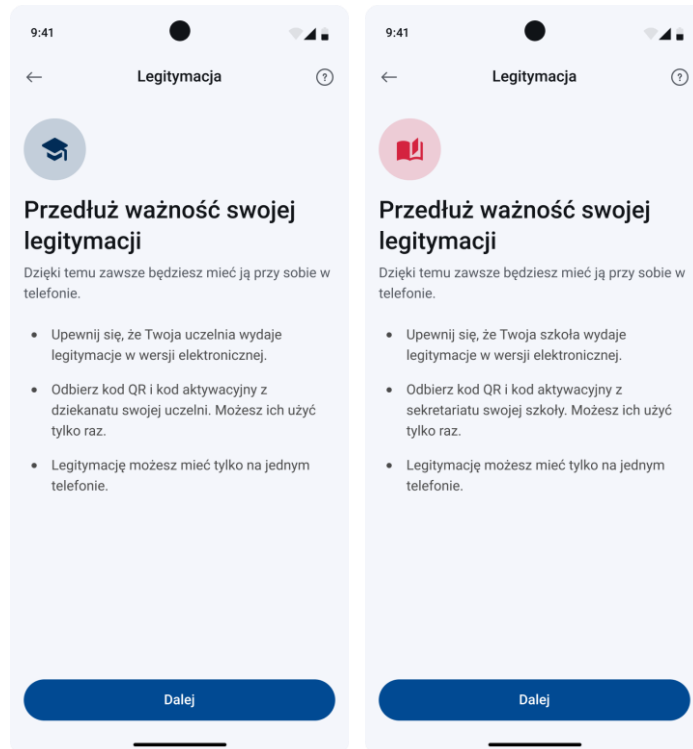 9:41
Legitymacja
?
Przedłuż ważność swojej
legitymacji
Dzięki temu zawsze będziesz mieć ją przy sobie w
telefonie.
• Upewnij się, że Twoja uczelnia wydaje
legitymacje w wersji elektronicznej.
• Odbierz kod QR i kod aktywacyjny z
dziekanatu swojej uczelni. Możesz ich użyć
tylko raz.
• Legitymację możesz mieć tylko na jednym
telefonie.
Dalej
9:41
Legitymacja
?
Przedłuż ważność swojej
legitymacji
Dzięki temu zawsze będziesz mieć ją przy sobie w
telefonie.
• Upewnij się, że Twoja szkoła wydaje
legitymacje w wersji elektronicznej.
• Odbierz kod QR i kod aktywacyjny z
sekretariatu swojej szkoły. Możesz ich użyć
tylko raz.
• Legitymację możesz mieć tylko na jednym
telefonie.
Dalej